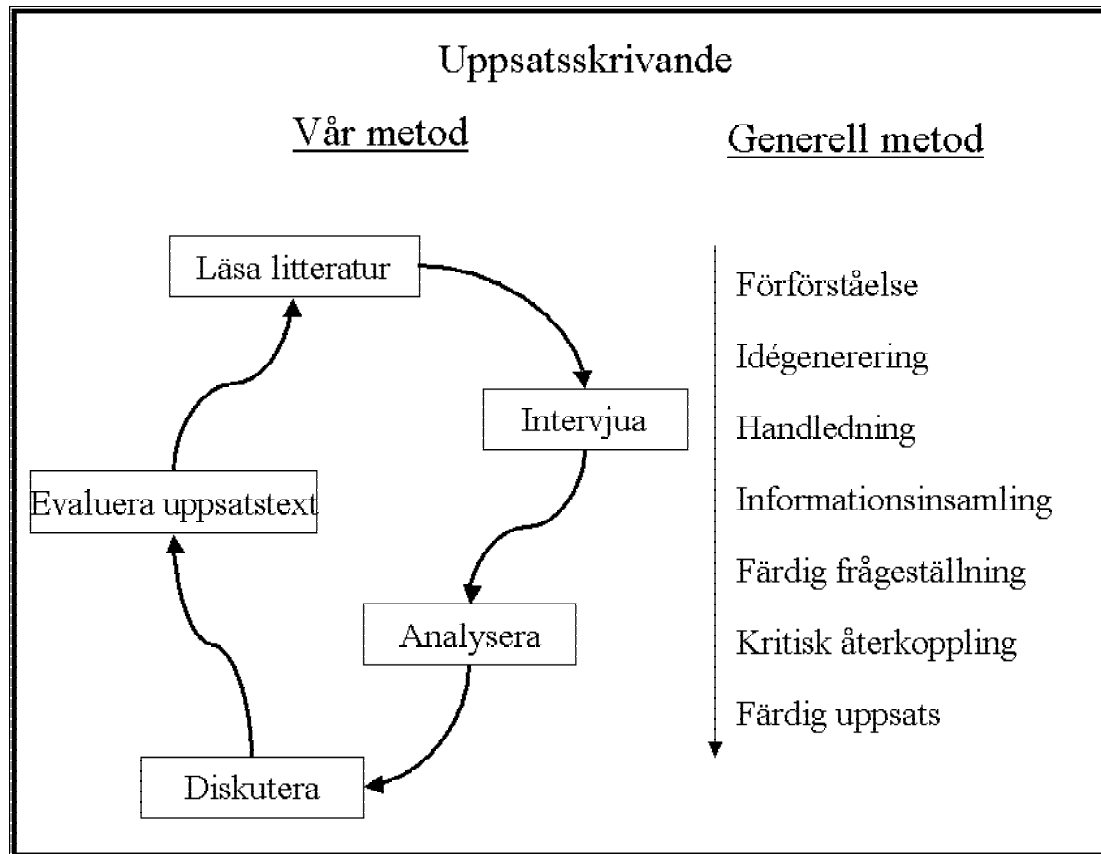 Uppsatsskrivande
Vår metod
Läsa litteratur
Intervjua
Analysera
Diskutera
Evaluera uppsatstext
Generell metod
Förförståelse
Idégenerering
Handledning
Informationsinsamling
Färdig frågeställning
Kritisk återkoppling
Färdig uppsats